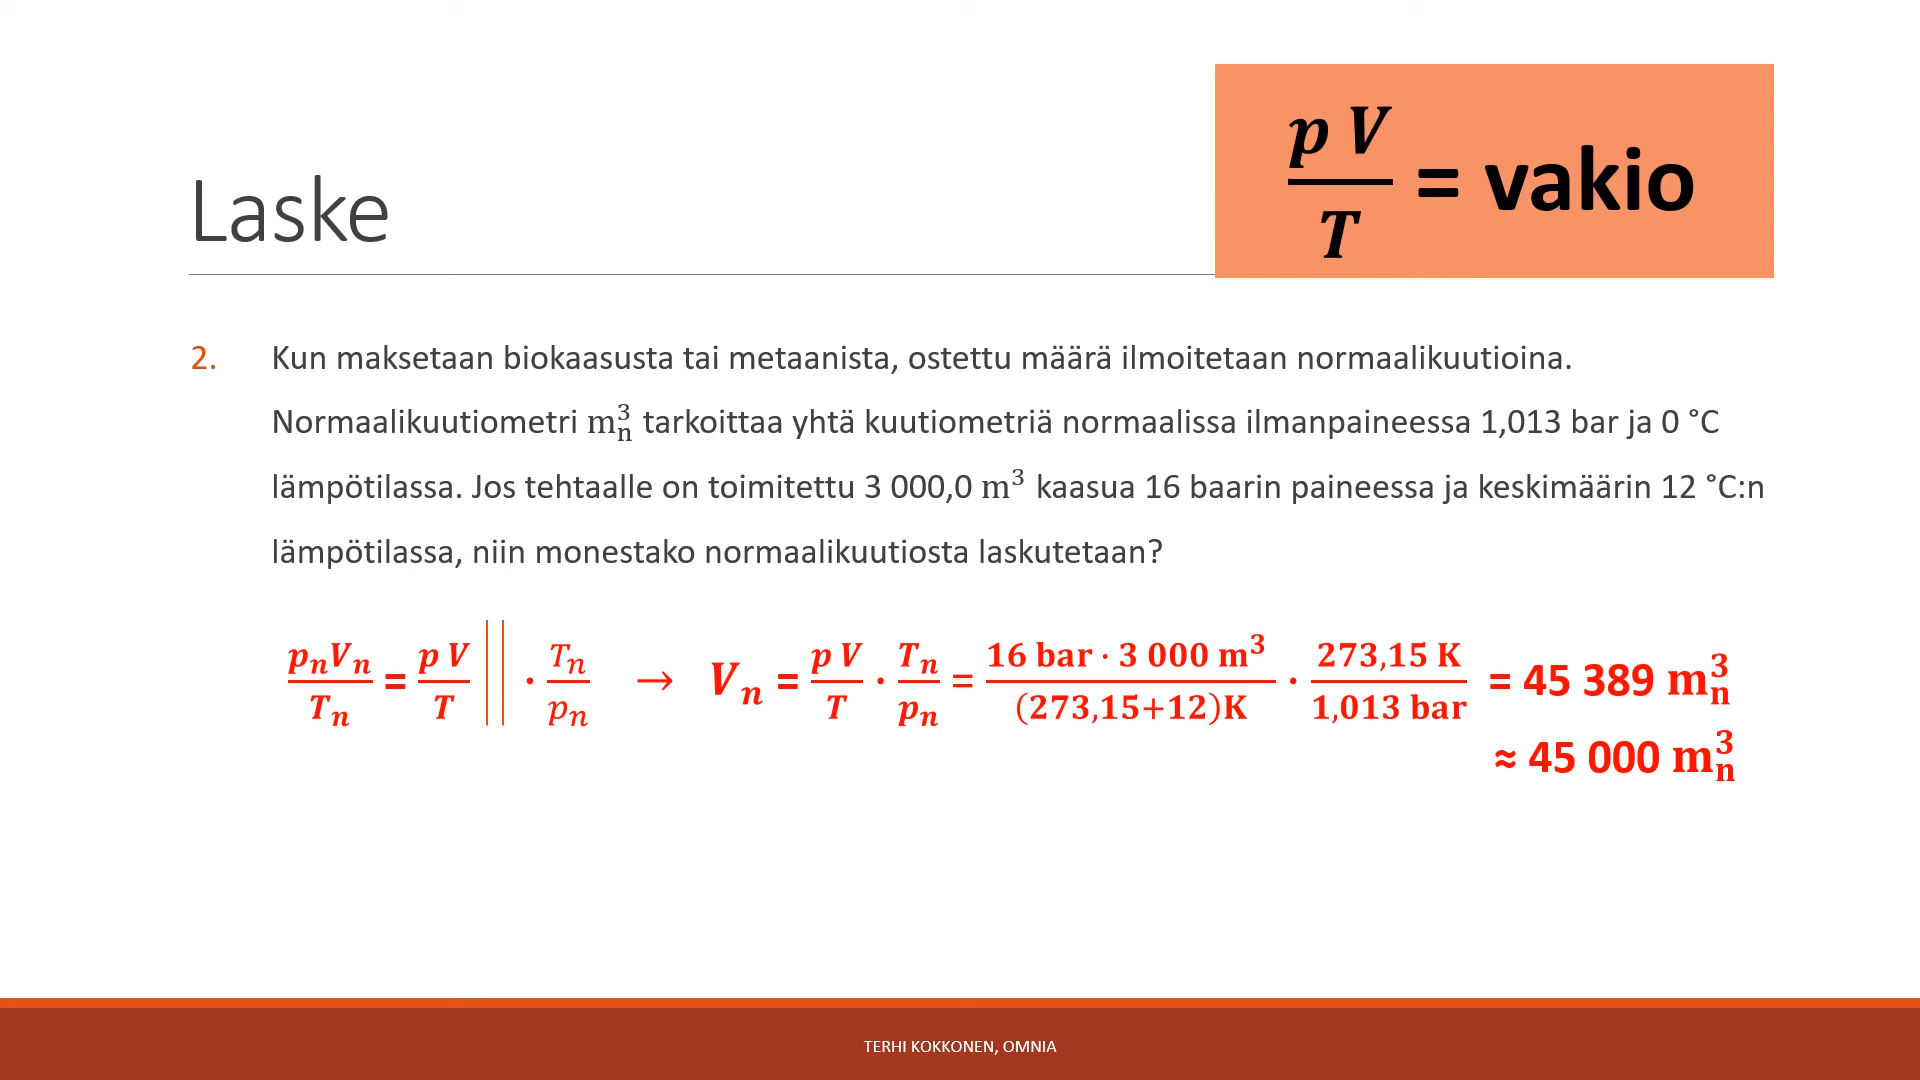 Laske
p V / T = vakio
2. Kun maksetaan biokaasusta tai metaanista, ostettu määrä ilmoitetaan normaalikuutioina.
Normaalikuutiometri m³ₙ tarkoittaa yhtä kuutiometriä normaalissa ilmanpaineessa 1,013 bar ja 0 °C
lämpötilassa. Jos tehtaalle on toimitettu 3 000,0 m³ kaasua 16 baarin paineessa ja keskimäärin 12 °C:n
lämpötilassa, niin monestako normaalikuutiosta laskutetaan?
pₙVₙ / Tₙ = p V / T || · Tₙ / pₙ → Vₙ = p V / T · Tₙ / pₙ = 16 bar · 3 000 m³ / (273,15+12)K · 273,15 K / 1,013 bar = 45 389 m³ₙ
≈ 45 000 m³ₙ
TERHI KOKKONEN, OMNIA